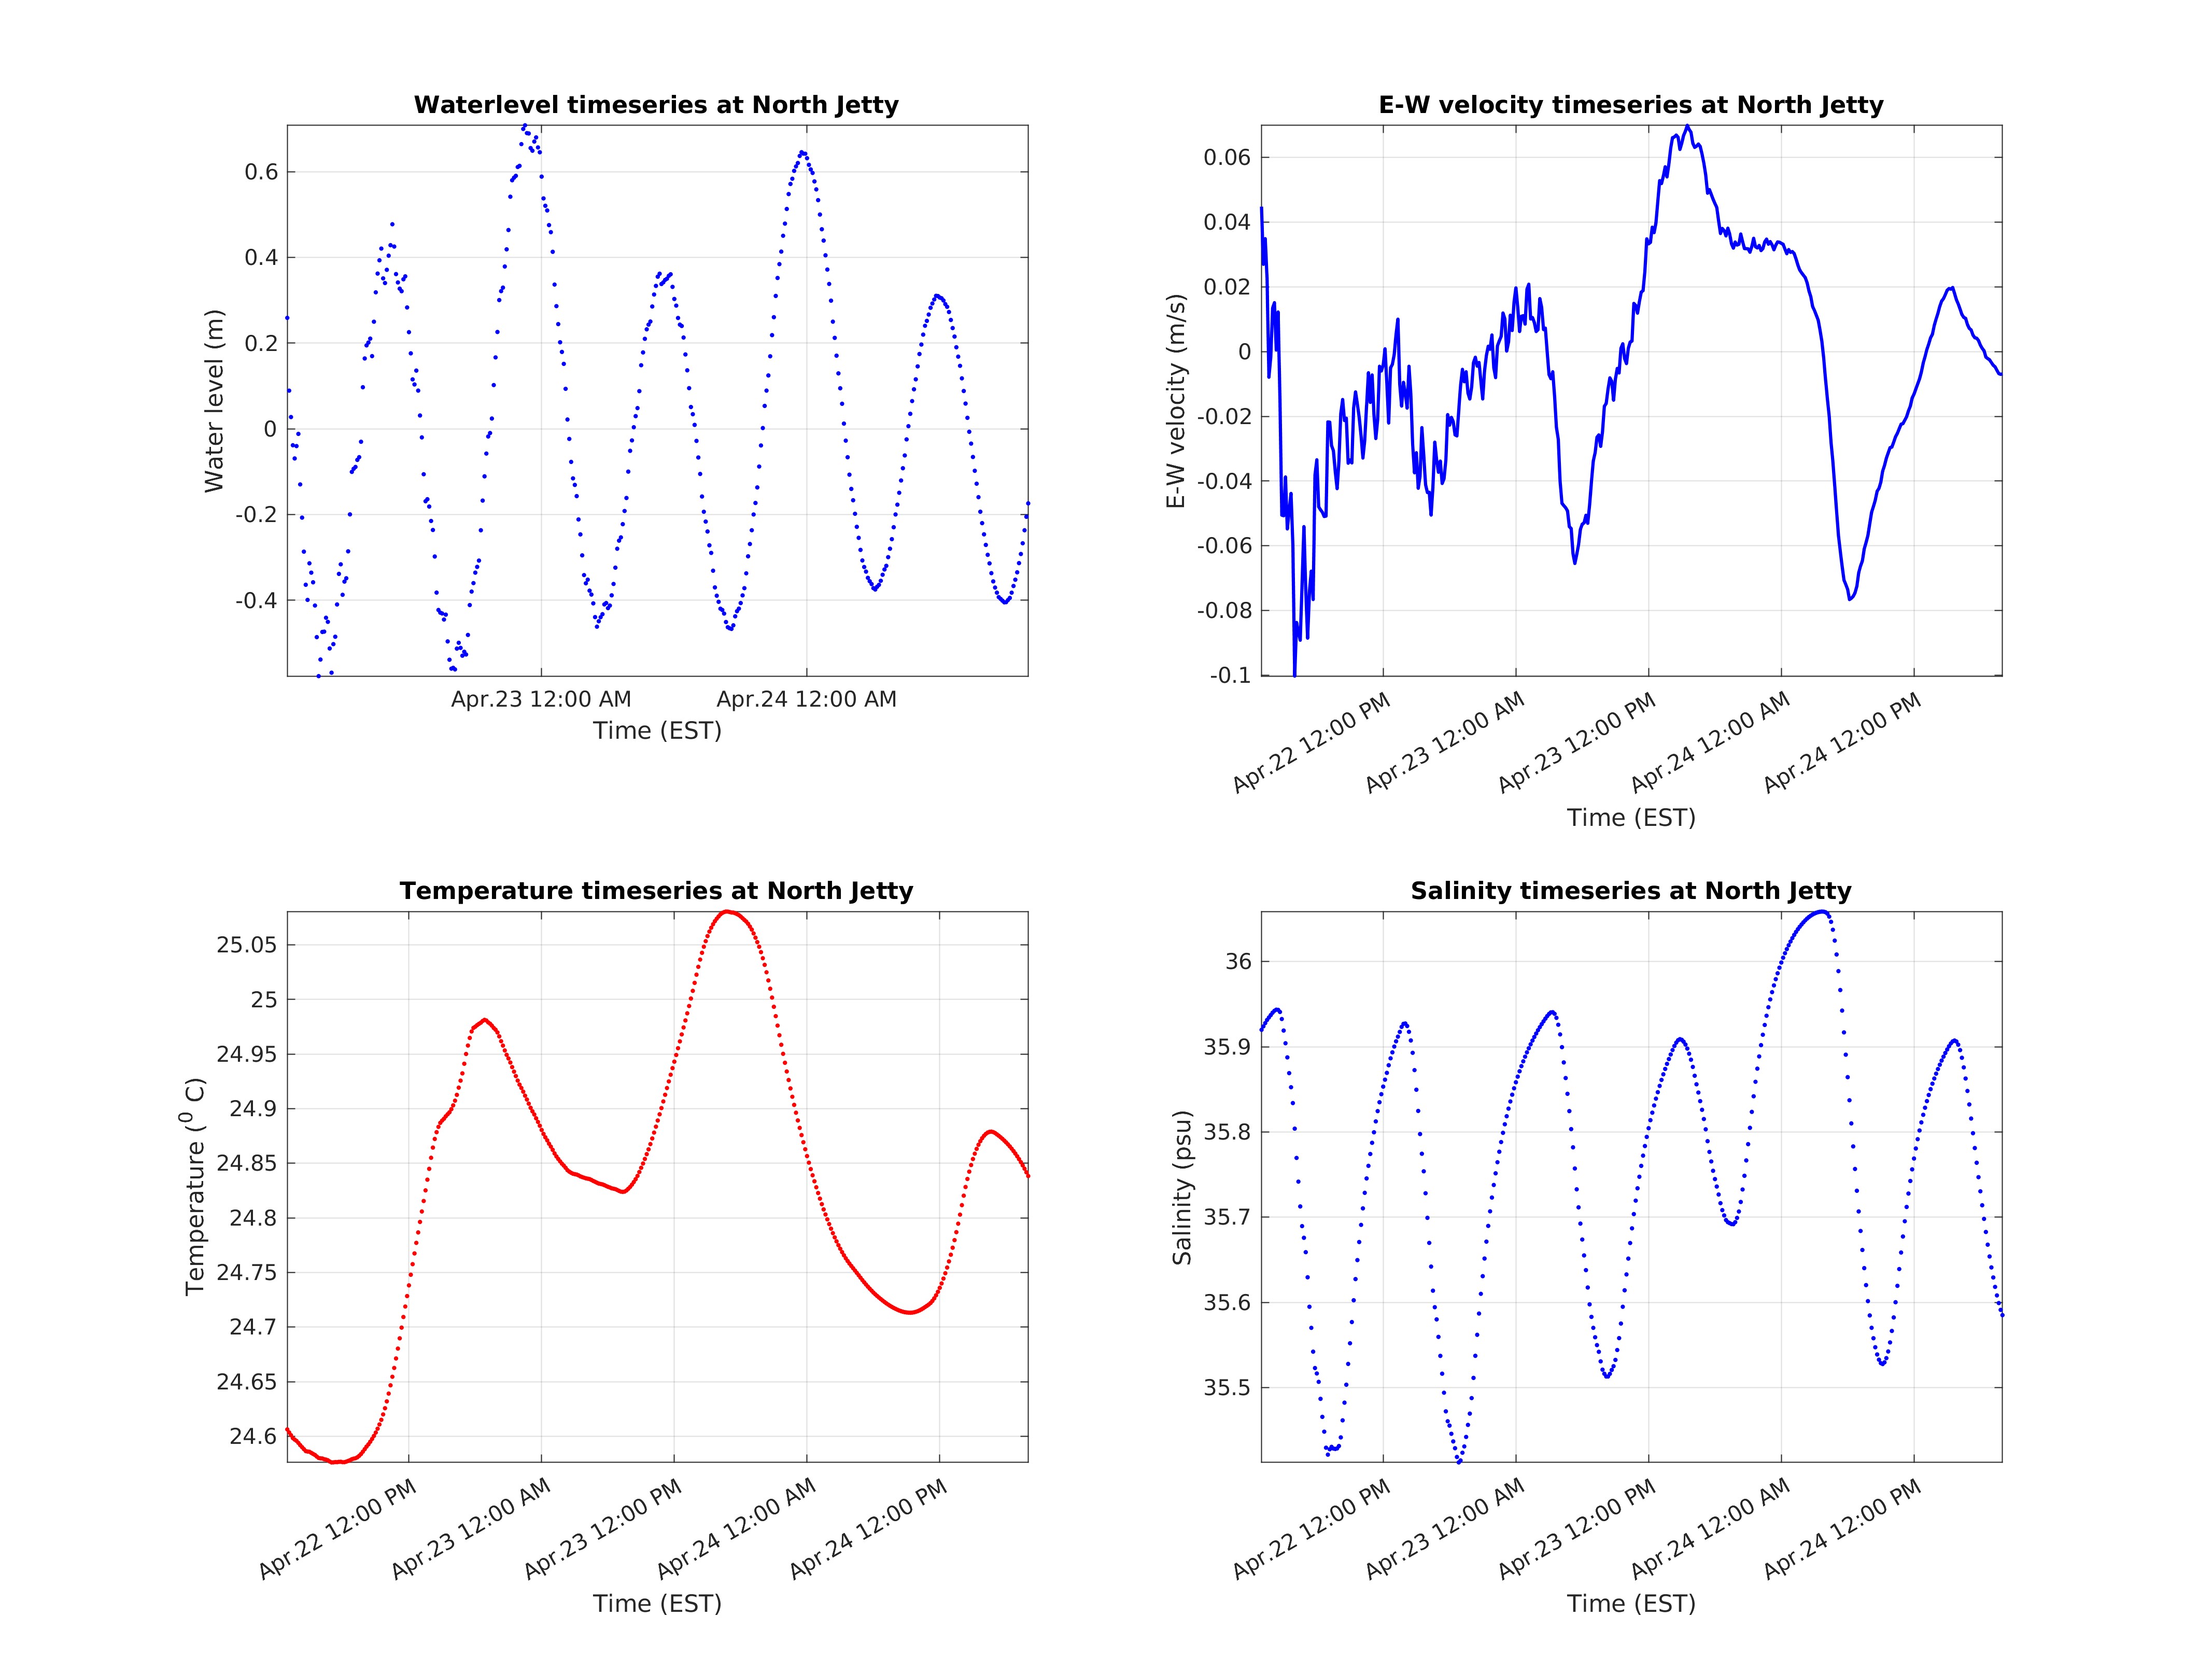 Waterlevel timeseries at North Jetty
0.6
0.4
0.2
0
-0.2
-0.4
Water level (m)
Apr.23 12:00 AM
Apr.24 12:00 AM
Time (EST)
E-W velocity timeseries at North Jetty
0.06
0.04
0.02
0
-0.02
-0.04
-0.06
-0.08
-0.1
E-W velocity (m/s)
Apr.22 12:00 PM
Apr.23 12:00 AM
Apr.23 12:00 PM
Apr.24 12:00 AM
Apr.24 12:00 PM
Time (EST)
Temperature timeseries at North Jetty
25.05
25
24.95
24.9
24.85
24.8
24.75
24.7
24.65
24.6
Temperature (⁰ C)
Apr.22 12:00 PM
Apr.23 12:00 AM
Apr.23 12:00 PM
Apr.24 12:00 AM
Apr.24 12:00 PM
Time (EST)
Salinity timeseries at North Jetty
36
35.9
35.8
35.7
35.6
35.5
Salinity (psu)
Apr.22 12:00 PM
Apr.23 12:00 AM
Apr.23 12:00 PM
Apr.24 12:00 AM
Apr.24 12:00 PM
Time (EST)